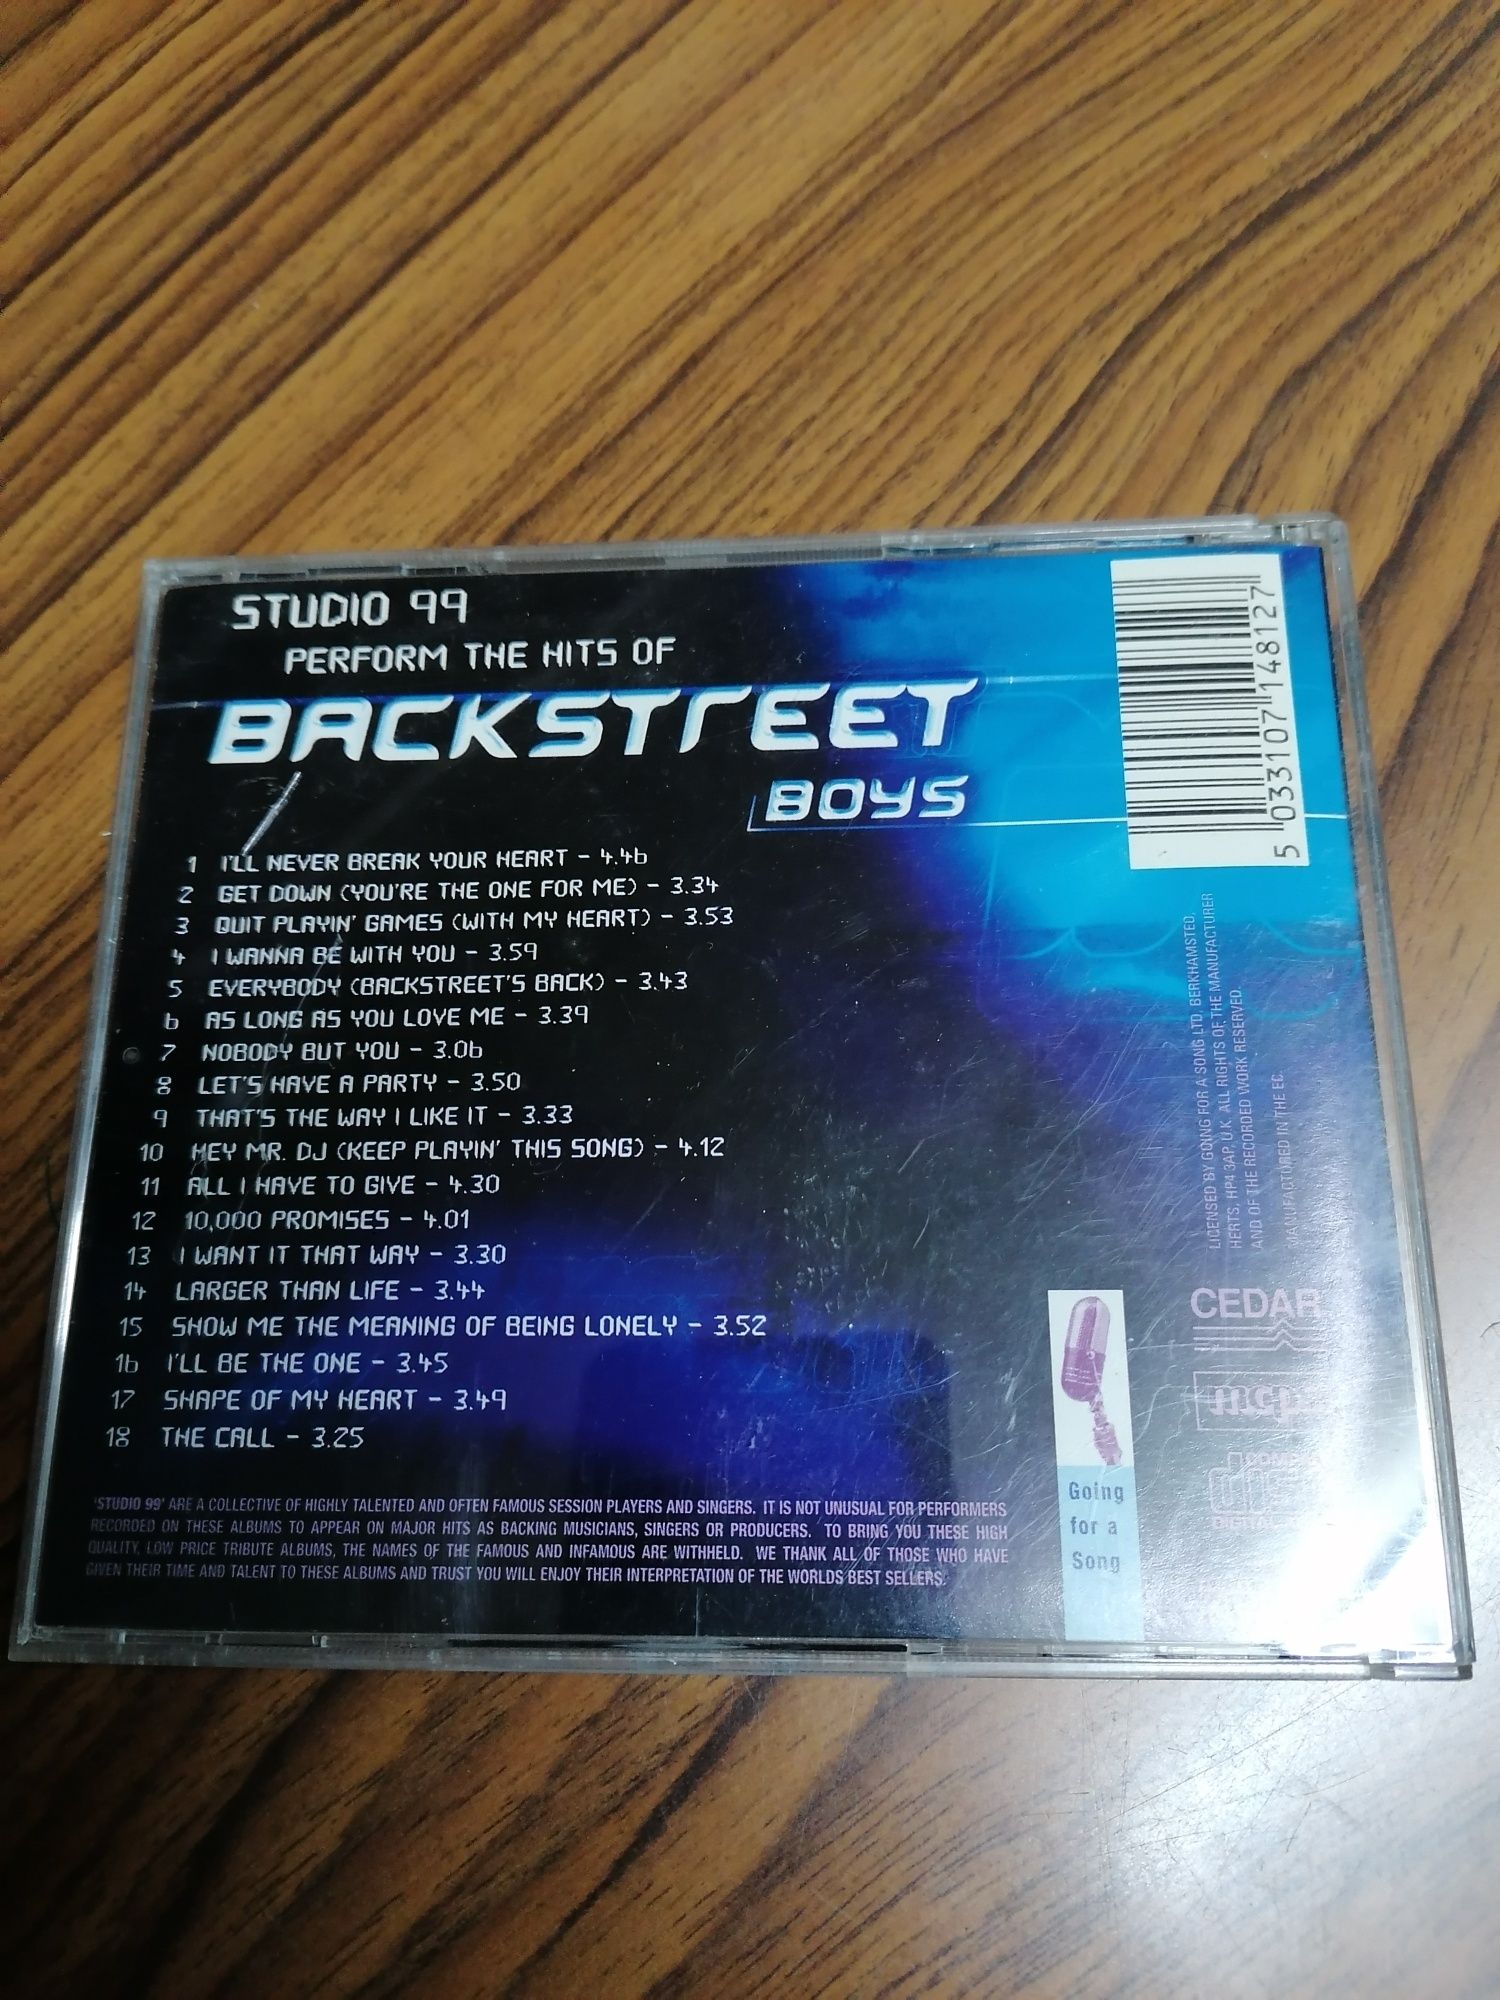 STUDIO 99
PERFORM THE HITS OF
BACKSTREET
BOYS
1 I'LL NEVER BREAK YOUR HEART – 4.46
2 GET DOWN (YOU'RE THE ONE FOR ME) – 3.34
3 QUIT PLAYIN' GAMES (WITH MY HEART) – 3.53
4 I WANNA BE WITH YOU – 3.59
5 EVERYBODY (BACKSTREET'S BACK) – 3.43
6 AS LONG AS YOU LOVE ME – 3.39
7 NOBODY BUT YOU – 3.06
8 LET'S HAVE A PARTY – 3.50
9 THAT'S THE WAY I LIKE IT – 3.33
10 HEY MR. DJ (KEEP PLAYIN' THIS SONG) – 4.12
11 ALL I HAVE TO GIVE – 4.30
12 10,000 PROMISES – 4.01
13 I WANT IT THAT WAY – 3.30
14 LARGER THAN LIFE – 3.44
15 SHOW ME THE MEANING OF BEING LONELY – 3.52
16 I'LL BE THE ONE – 3.45
17 SHAPE OF MY HEART – 3.49
18 THE CALL – 3.25
'STUDIO 99' ARE A COLLECTIVE OF HIGHLY TALENTED AND OFTEN FAMOUS SESSION PLAYERS AND SINGERS. IT IS NOT UNUSUAL FOR PERFORMERS
RECORDED ON THESE ALBUMS TO APPEAR ON MAJOR HITS AS BACKING MUSICIANS, SINGERS OR PRODUCERS. TO BRING YOU THESE HIGH
QUALITY, LOW PRICE TRIBUTE ALBUMS, THE NAMES OF THE FAMOUS AND INFAMOUS ARE WITHHELD. WE THANK ALL OF THOSE WHO HAVE
GIVEN THEIR TIME AND TALENT TO THESE ALBUMS AND TRUST YOU WILL ENJOY THEIR INTERPRETATION OF THE WORLDS BEST SELLERS.
5 033107 148127
LICENSED BY GOING FOR A SONG LTD. BERKHAMSTED,
HERTS, HP4 3AP U.K. ALL RIGHTS OF THE MANUFACTURER
AND OF THE RECORDED WORK RESERVED.
MANUFACTURED IN THE EC.
CEDAR
mcps
Going
for a
Song